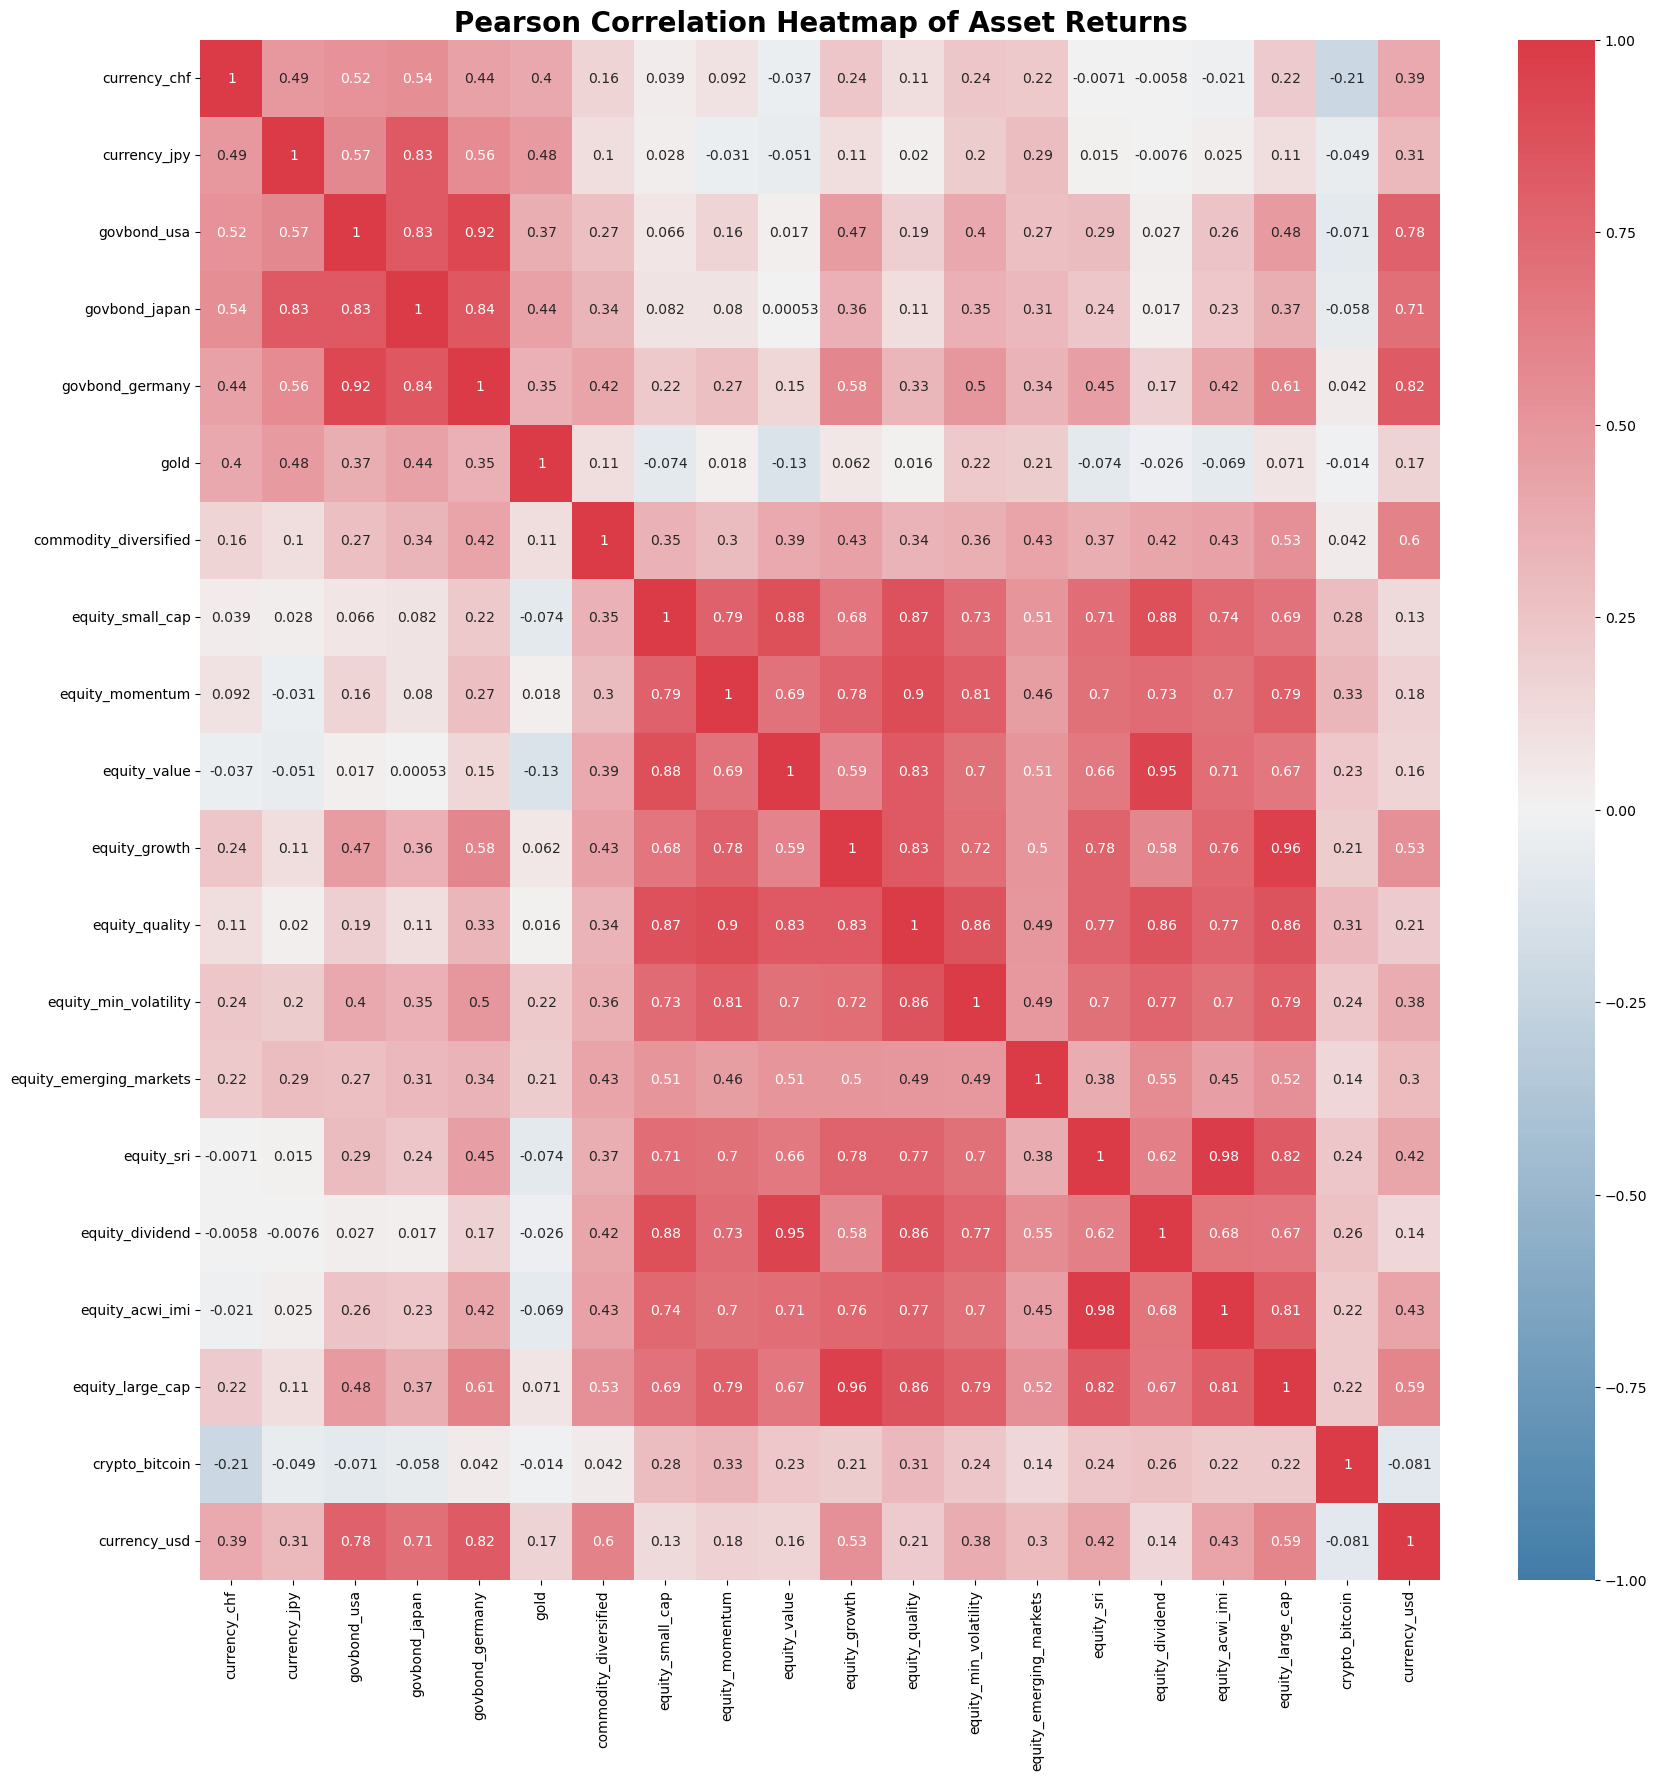 Pearson Correlation Heatmap of Asset Returns
currency_chf 1 0.49 0.52 0.54 0.44 0.4 0.16 0.039 0.092 -0.037 0.24 0.11 0.24 0.22 -0.0071 -0.0058 -0.021 0.22 -0.21 0.39
currency_jpy 0.49 1 0.57 0.83 0.56 0.48 0.1 0.028 -0.031 -0.051 0.11 0.02 0.2 0.29 0.015 -0.0076 0.025 0.11 -0.049 0.31
govbond_usa 0.52 0.57 1 0.83 0.92 0.37 0.27 0.066 0.16 0.017 0.47 0.19 0.4 0.27 0.29 0.027 0.26 0.48 -0.071 0.78
govbond_japan 0.54 0.83 0.83 1 0.84 0.44 0.34 0.082 0.08 0.00053 0.36 0.11 0.35 0.31 0.24 0.017 0.23 0.37 -0.058 0.71
govbond_germany 0.44 0.56 0.92 0.84 1 0.35 0.42 0.22 0.27 0.15 0.58 0.33 0.5 0.34 0.45 0.17 0.42 0.61 0.042 0.82
gold 0.4 0.48 0.37 0.44 0.35 1 0.11 -0.074 0.018 -0.13 0.062 0.016 0.22 0.21 -0.074 -0.026 -0.069 0.071 -0.014 0.17
commodity_diversified 0.16 0.1 0.27 0.34 0.42 0.11 1 0.35 0.3 0.39 0.43 0.34 0.36 0.43 0.37 0.42 0.43 0.53 0.042 0.6
equity_small_cap 0.039 0.028 0.066 0.082 0.22 -0.074 0.35 1 0.79 0.88 0.68 0.87 0.73 0.51 0.71 0.88 0.74 0.69 0.28 0.13
equity_momentum 0.092 -0.031 0.16 0.08 0.27 0.018 0.3 0.79 1 0.69 0.78 0.9 0.81 0.46 0.7 0.73 0.7 0.79 0.33 0.18
equity_value -0.037 -0.051 0.017 0.00053 0.15 -0.13 0.39 0.88 0.69 1 0.59 0.83 0.7 0.51 0.66 0.95 0.71 0.67 0.23 0.16
equity_growth 0.24 0.11 0.47 0.36 0.58 0.062 0.43 0.68 0.78 0.59 1 0.83 0.72 0.5 0.78 0.58 0.76 0.96 0.21 0.53
equity_quality 0.11 0.02 0.19 0.11 0.33 0.016 0.34 0.87 0.9 0.83 0.83 1 0.86 0.49 0.77 0.86 0.77 0.86 0.31 0.21
equity_min_volatility 0.24 0.2 0.4 0.35 0.5 0.22 0.36 0.73 0.81 0.7 0.72 0.86 1 0.49 0.7 0.77 0.7 0.79 0.24 0.38
equity_emerging_markets 0.22 0.29 0.27 0.31 0.34 0.21 0.43 0.51 0.46 0.51 0.5 0.49 0.49 1 0.38 0.55 0.45 0.52 0.14 0.3
equity_sri -0.0071 0.015 0.29 0.24 0.45 -0.074 0.37 0.71 0.7 0.66 0.78 0.77 0.7 0.38 1 0.62 0.98 0.82 0.24 0.42
equity_dividend -0.0058 -0.0076 0.027 0.017 0.17 -0.026 0.42 0.88 0.73 0.95 0.58 0.86 0.77 0.55 0.62 1 0.68 0.67 0.26 0.14
equity_acwi_imi -0.021 0.025 0.26 0.23 0.42 -0.069 0.43 0.74 0.7 0.71 0.76 0.77 0.7 0.45 0.98 0.68 1 0.81 0.22 0.43
equity_large_cap 0.22 0.11 0.48 0.37 0.61 0.071 0.53 0.69 0.79 0.67 0.96 0.86 0.79 0.52 0.82 0.67 0.81 1 0.22 0.59
crypto_bitcoin -0.21 -0.049 -0.071 -0.058 0.042 -0.014 0.042 0.28 0.33 0.23 0.21 0.31 0.24 0.14 0.24 0.26 0.22 0.22 1 -0.081
currency_usd 0.39 0.31 0.78 0.71 0.82 0.17 0.6 0.13 0.18 0.16 0.53 0.21 0.38 0.3 0.42 0.14 0.43 0.59 -0.081 1
currency_chf
currency_jpy
govbond_usa
govbond_japan
govbond_germany
gold
commodity_diversified
equity_small_cap
equity_momentum
equity_value
equity_growth
equity_quality
equity_min_volatility
equity_emerging_markets
equity_sri
equity_dividend
equity_acwi_imi
equity_large_cap
crypto_bitcoin
currency_usd
1.00
0.75
0.50
0.25
0.00
−0.25
−0.50
−0.75
−1.00